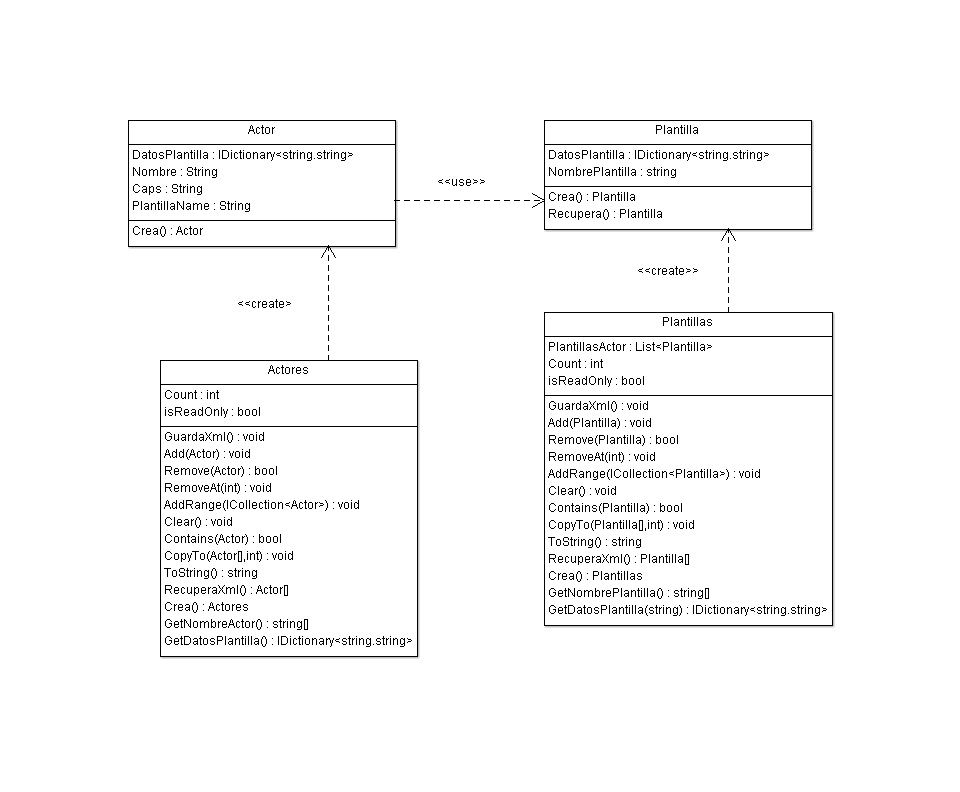 Actor
DatosPlantilla : IDictionary<string.string>
Nombre : String
Caps : String
PlantillaName : String
Crea() : Actor
<<use>>
Plantilla
DatosPlantilla : IDictionary<string.string>
NombrePlantilla : string
Crea() : Plantilla
Recupera() : Plantilla
<<create>
<<create>>
Actores
Count : int
isReadOnly : bool
GuardaXml() : void
Add(Actor) : void
Remove(Actor) : bool
RemoveAt(int) : void
AddRange(ICollection<Actor>) : void
Clear() : void
Contains(Actor) : bool
CopyTo(Actor[],int) : void
ToString() : string
RecuperaXml() : Actor[]
Crea() : Actores
GetNombreActor() : string[]
GetDatosPlantilla() : IDictionary<string.string>
Plantillas
PlantillasActor : List<Plantilla>
Count : int
isReadOnly : bool
GuardaXml() : void
Add(Plantilla) : void
Remove(Plantilla) : bool
RemoveAt(int) : void
AddRange(ICollection<Plantilla>) : void
Clear() : void
Contains(Plantilla) : bool
CopyTo(Plantilla[],int) : void
ToString() : string
RecuperaXml() : Plantilla[]
Crea() : Plantillas
GetNombrePlantilla() : string[]
GetDatosPlantilla(string) : IDictionary<string.string>